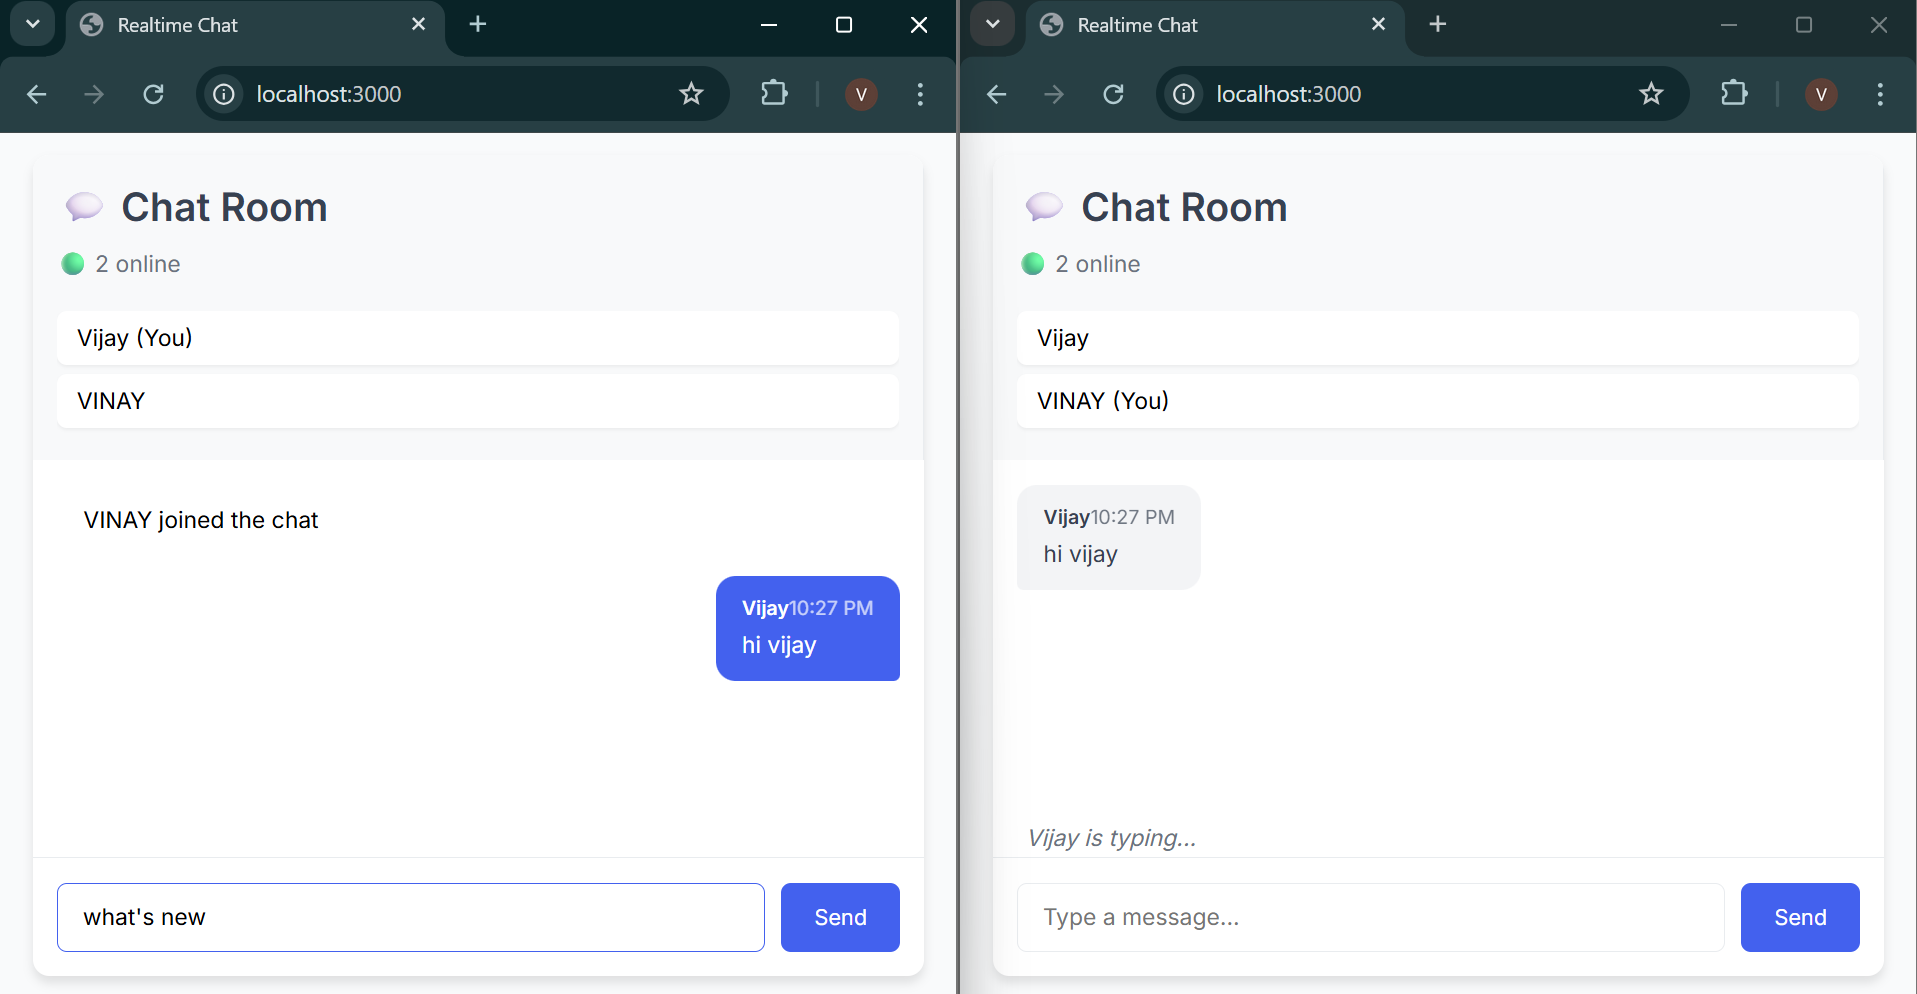 Realtime Chat
localhost:3000
V
Chat Room
2 online
Vijay (You)
VINAY
VINAY joined the chat
Vijay10:27 PM
hi vijay
what's new
Send
Realtime Chat
localhost:3000
V
Chat Room
2 online
Vijay
VINAY (You)
Vijay10:27 PM
hi vijay
Vijay is typing...
Type a message...
Send